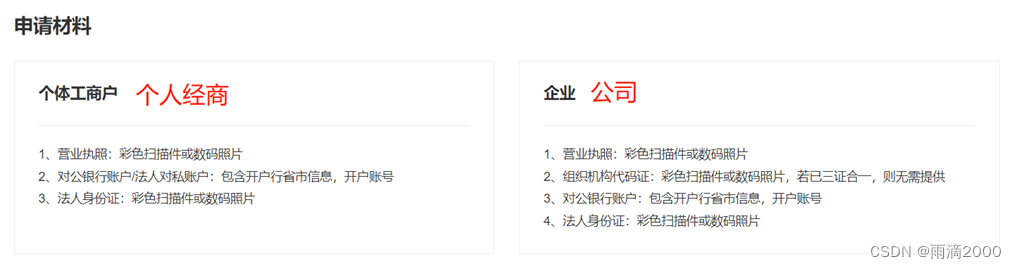 申请材料
个体工商户 个人经商
1、营业执照：彩色扫描件或数码照片
2、对公银行账户/法人对私账户：包含开户行省市信息，开户账号
3、法人身份证：彩色扫描件或数码照片
企业 公司
1、营业执照：彩色扫描件或数码照片
2、组织机构代码证：彩色扫描件或数码照片，若已三证合一，则无需提供
3、对公银行账户：包含开户行省市信息，开户账号
4、法人身份证：彩色扫描件或数码照片
CSDN @雨滴2000